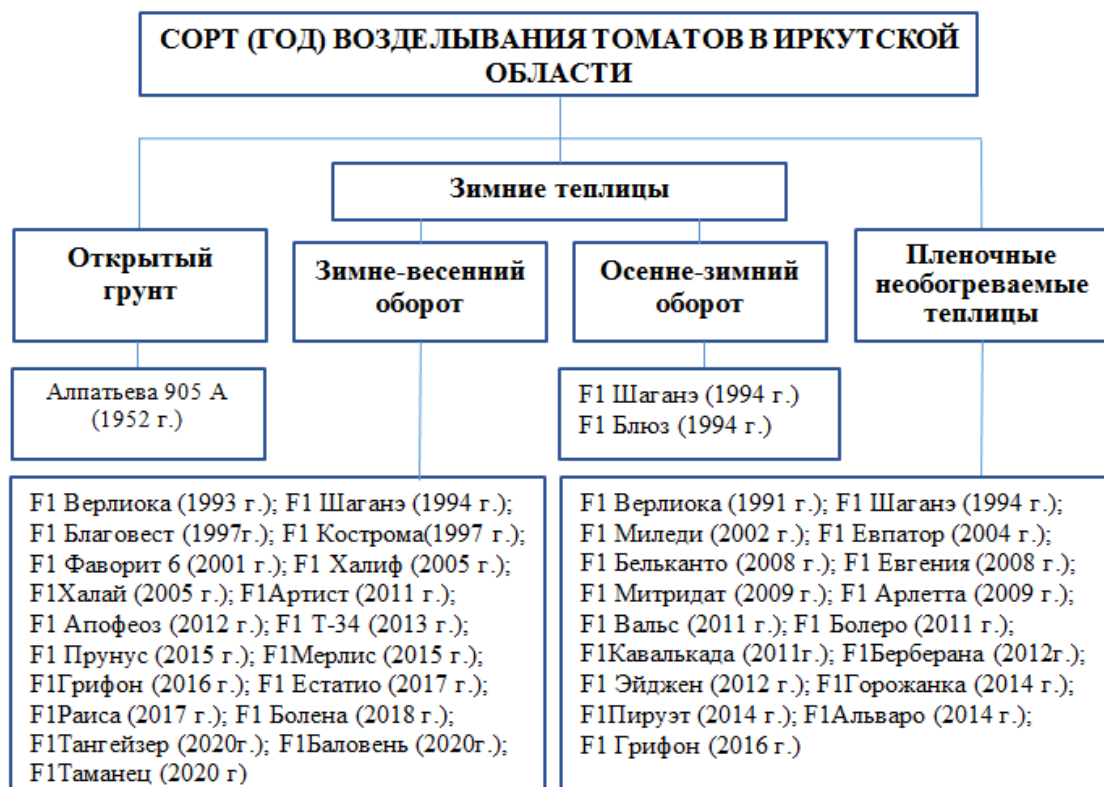 СОРТ (ГОД) ВОЗДЕЛЫВАНИЯ ТОМАТОВ В ИРКУТСКОЙ
ОБЛАСТИ
Зимние теплицы
Открытый
грунт
Зимне-весенний
оборот
Осенне-зимний
оборот
Пленочные
необогреваемые
теплицы
Алпатьева 905 А
(1952 г.)
F1 Шаганэ (1994 г.)
F1 Блюз (1994 г.)
F1 Верлиока (1993 г.); F1 Шаганэ (1994 г.);
F1 Благовест (1997г.); F1 Кострома(1997 г.);
F1 Фаворит 6 (2001 г.); F1 Халиф (2005 г.);
F1Халай (2005 г.); F1Артист (2011 г.);
F1 Апофеоз (2012 г.); F1 Т-34 (2013 г.);
F1 Прунус (2015 г.); F1Мерлис (2015 г.);
F1Грифон (2016 г.); F1 Естатио (2017 г.);
F1Раиса (2017 г.); F1 Болена (2018 г.);
F1Тангейзер (2020г.); F1Баловень (2020г.);
F1Таманец (2020 г)
F1 Верлиока (1991 г.); F1 Шаганэ (1994 г.);
F1 Миледи (2002 г.); F1 Евпатор (2004 г.);
F1 Бельканто (2008 г.); F1 Евгения (2008 г.);
F1 Митридат (2009 г.); F1 Арлетта (2009 г.);
F1 Вальс (2011 г.); F1 Болеро (2011 г.);
F1Кавалькада (2011г.); F1Берберана (2012г.);
F1 Эйджен (2012 г.); F1Горожанка (2014 г.);
F1Пируэт (2014 г.); F1Альваро (2014 г.);
F1 Грифон (2016 г.)